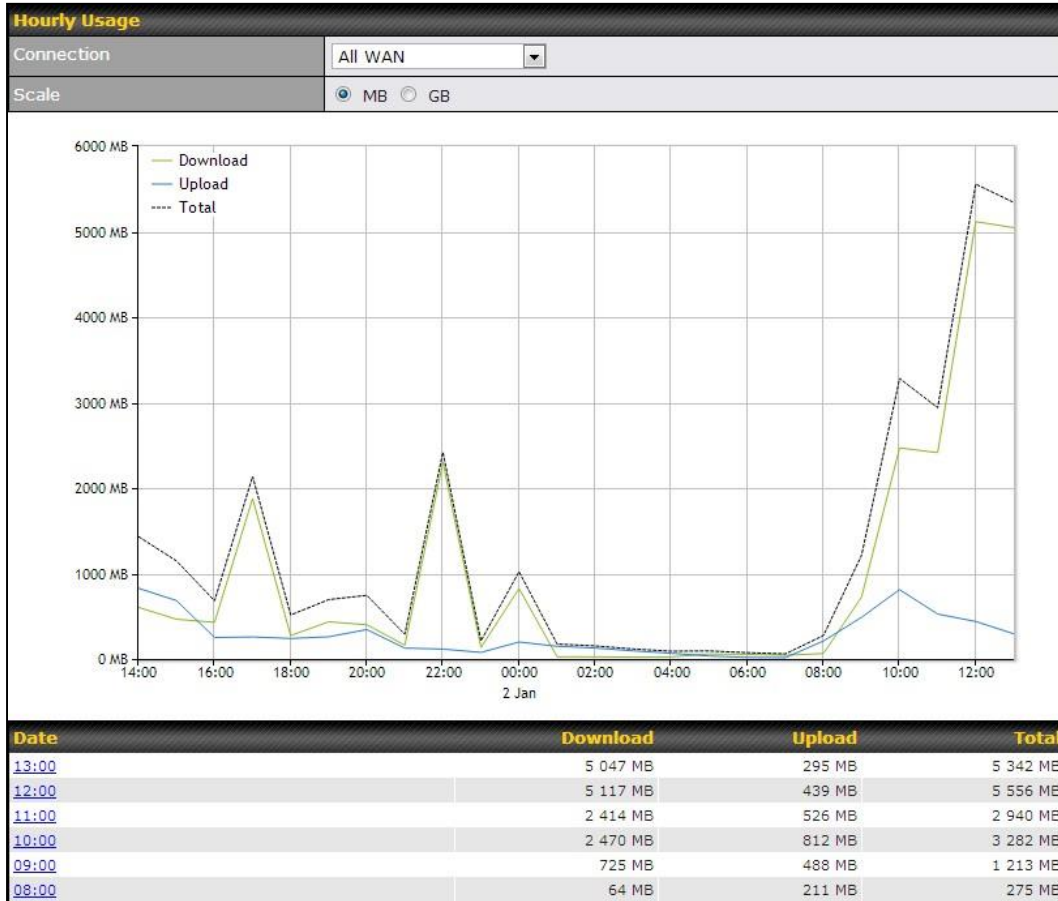 Hourly Usage
Connection All WAN
Scale MB GB
6000 MB
5000 MB
4000 MB
3000 MB
2000 MB
1000 MB
0 MB
Download
Upload
Total
14:00 16:00 18:00 20:00 22:00 00:00 02:00 04:00 06:00 08:00 10:00 12:00
2 Jan
Date Download Upload Total
13:00 5 047 MB 295 MB 5 342 MB
12:00 5 117 MB 439 MB 5 556 MB
11:00 2 414 MB 526 MB 2 940 MB
10:00 2 470 MB 812 MB 3 282 MB
09:00 725 MB 488 MB 1 213 MB
08:00 64 MB 211 MB 275 MB